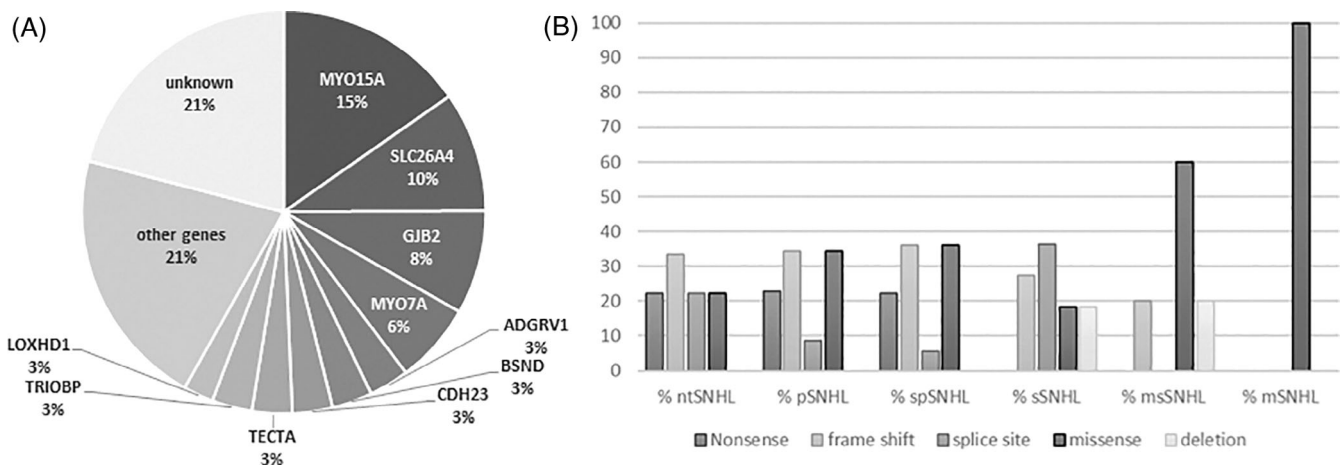 (A)
unknown
21%
MYO15A
15%
SLC26A4
10%
GJB2
8%
MYO7A
6%
ADGRV1
3%
BSND
3%
CDH23
3%
TECTA
3%
TRIOBP
3%
LOXHD1
3%
other genes
21%
(B)
100
90
80
70
60
50
40
30
20
10
0
% ntSNHL % pSNHL % spSNHL % sSNHL % msSNHL % mSNHL
Nonsense frame shift splice site missense deletion